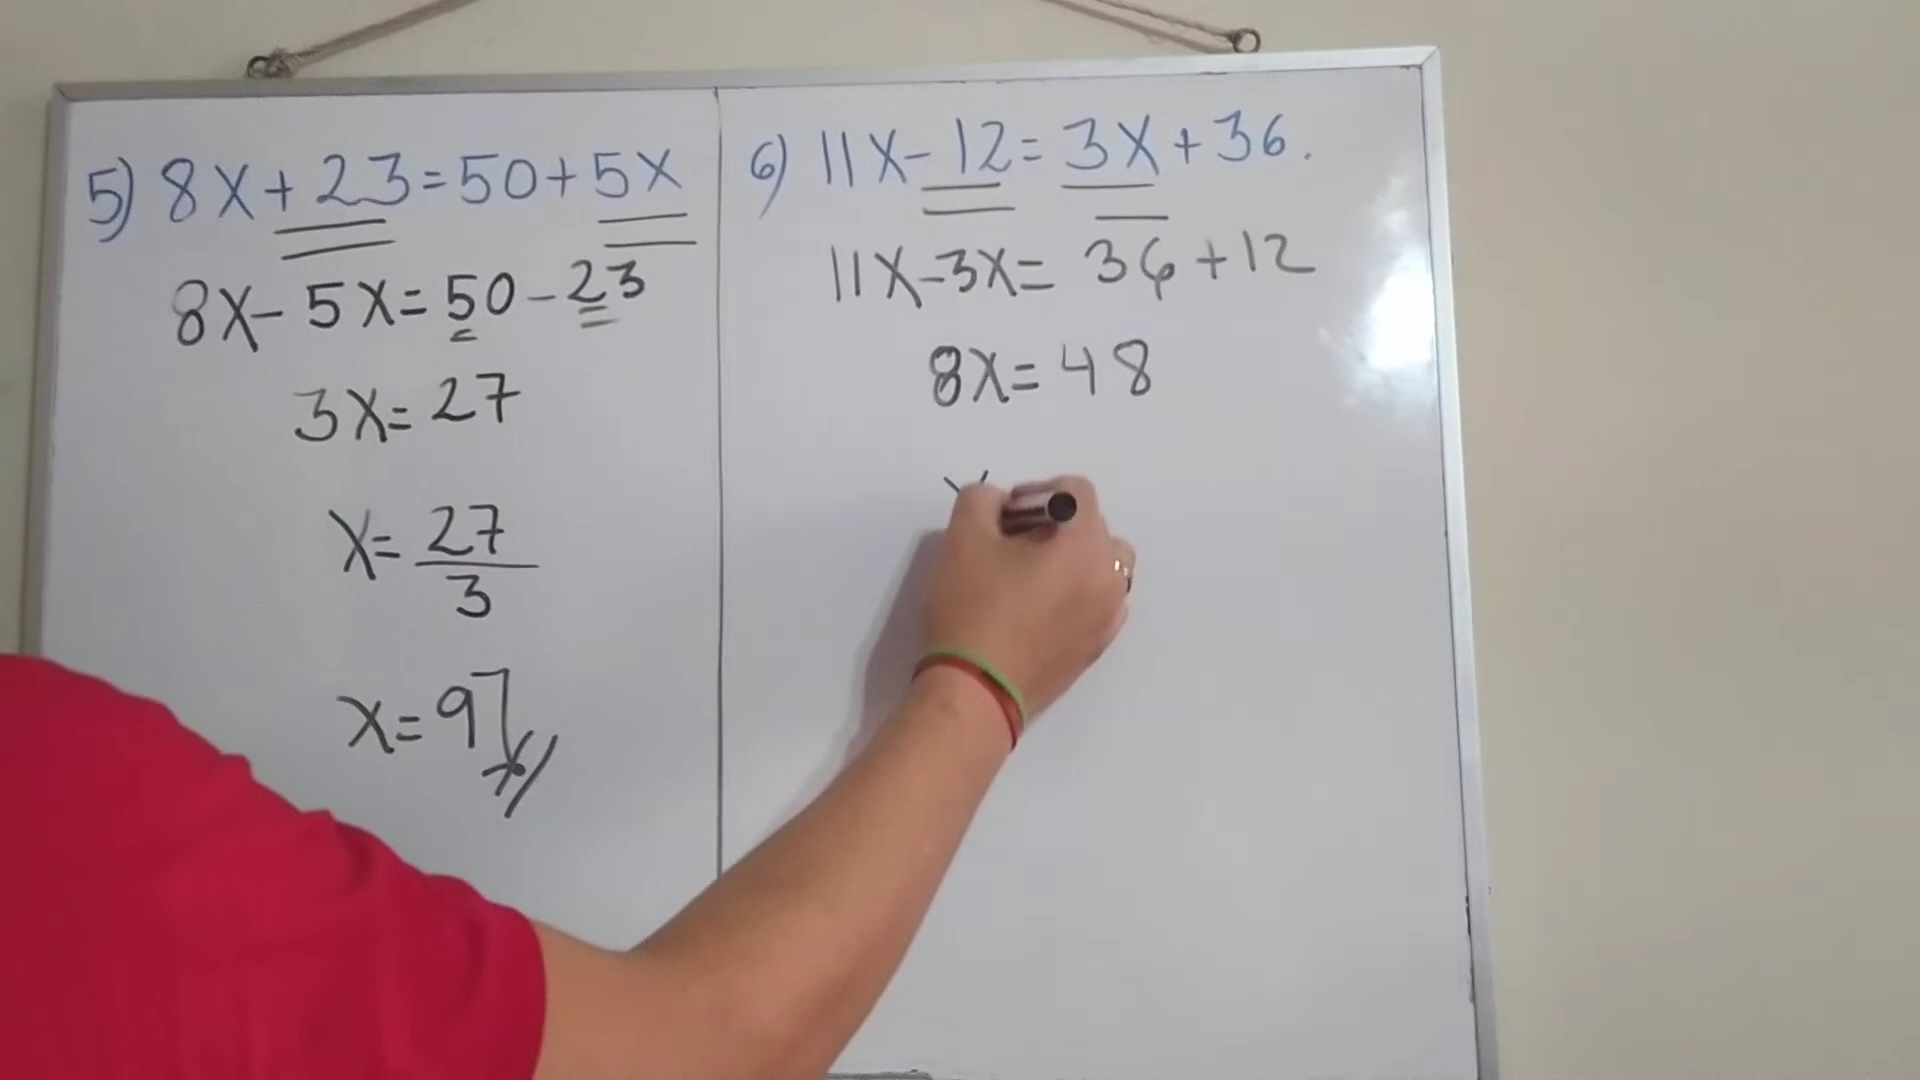 5) 8x + 23 = 50 + 5x
8x - 5x = 50 - 23
3x = 27
x = 27
3
x = 9
6) 11x - 12 = 3x + 36.
11x - 3x = 36 + 12
8x = 48
x